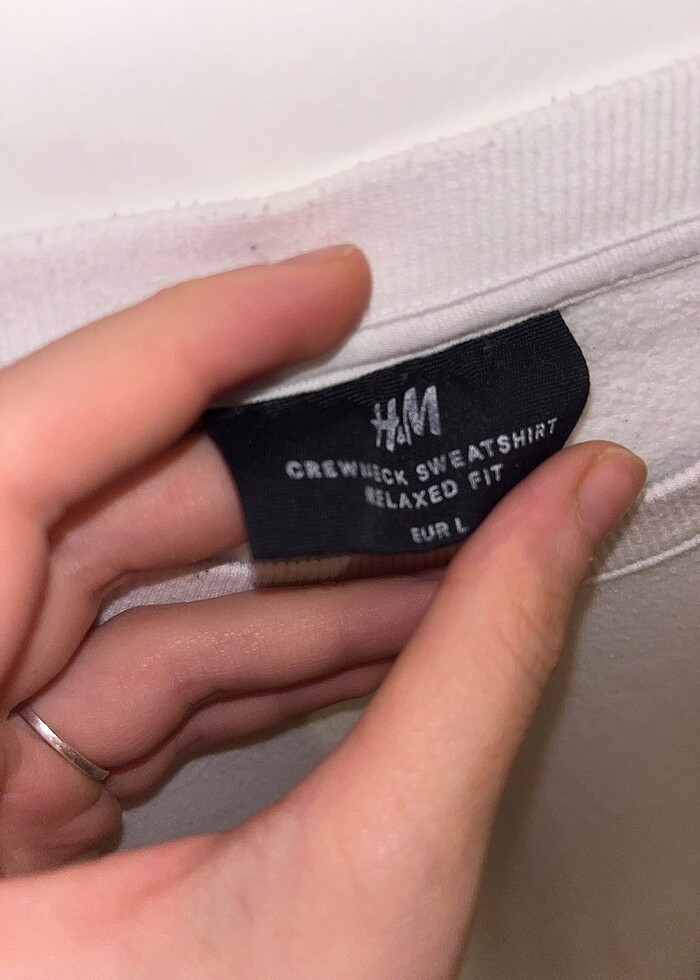 H&M
CREWNECK SWEATSHIRT
RELAXED FIT
EUR L